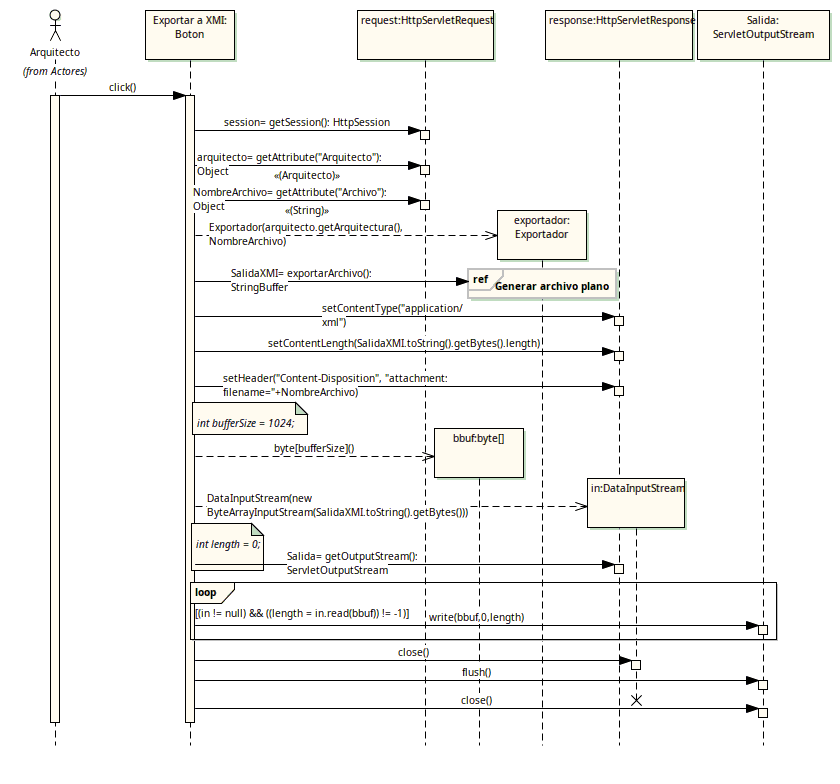 Exportar a XMI:
Boton
request:HttpServletRequest
response:HttpServletResponse
Salida:
ServletOutputStream
Arquitecto
(from Actores)
click()
session= getSession(): HttpSession
arquitecto= getAttribute("Arquitecto"):
Object
«(Arquitecto)»
NombreArchivo= getAttribute("Archivo"):
Object
«(String)»
exportador:
Exportador
Exportador(arquitecto.getArquitectura(),
NombreArchivo)
SalidaXMI= exportarArchivo():
StringBuffer
ref
Generar archivo plano
setContentType("application/
xml")
setContentLength(SalidaXMI.toString().getBytes().length)
setHeader("Content-Disposition", "attachment:
filename="+NombreArchivo)
int bufferSize = 1024;
bbuf:byte[]
byte[bufferSize]()
in:DataInputStream
DataInputStream(new
ByteArrayInputStream(SalidaXMI.toString().getBytes()))
int length = 0;
Salida= getOutputStream():
ServletOutputStream
loop
[(in != null) && ((length = in.read(bbuf)) != -1)]
write(bbuf,0,length)
close()
flush()
close()